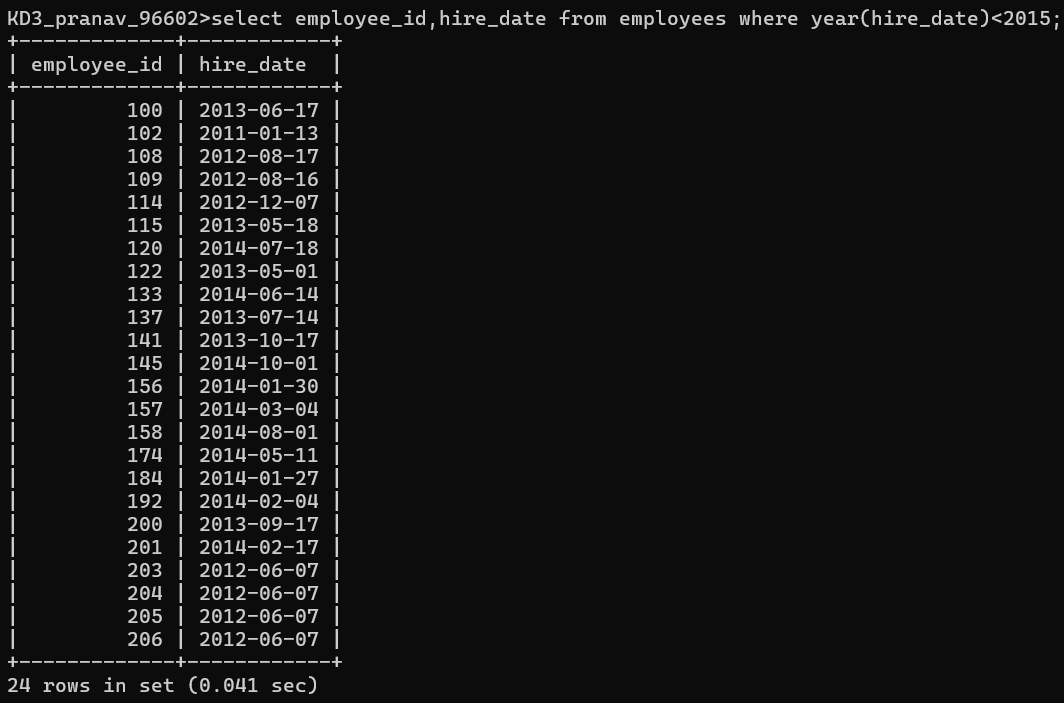 KD3_pranav_96602>select employee_id,hire_date from employees where year(hire_date)<2015;
+-------------+------------+
| employee_id | hire_date  |
+-------------+------------+
|         100 | 2013-06-17 |
|         102 | 2011-01-13 |
|         108 | 2012-08-17 |
|         109 | 2012-08-16 |
|         114 | 2012-12-07 |
|         115 | 2013-05-18 |
|         120 | 2014-07-18 |
|         122 | 2013-05-01 |
|         133 | 2014-06-14 |
|         137 | 2013-07-14 |
|         141 | 2013-10-17 |
|         145 | 2014-10-01 |
|         156 | 2014-01-30 |
|         157 | 2014-03-04 |
|         158 | 2014-08-01 |
|         174 | 2014-05-11 |
|         184 | 2014-01-27 |
|         192 | 2014-02-04 |
|         200 | 2013-09-17 |
|         201 | 2014-02-17 |
|         203 | 2012-06-07 |
|         204 | 2012-06-07 |
|         205 | 2012-06-07 |
|         206 | 2012-06-07 |
+-------------+------------+
24 rows in set (0.041 sec)